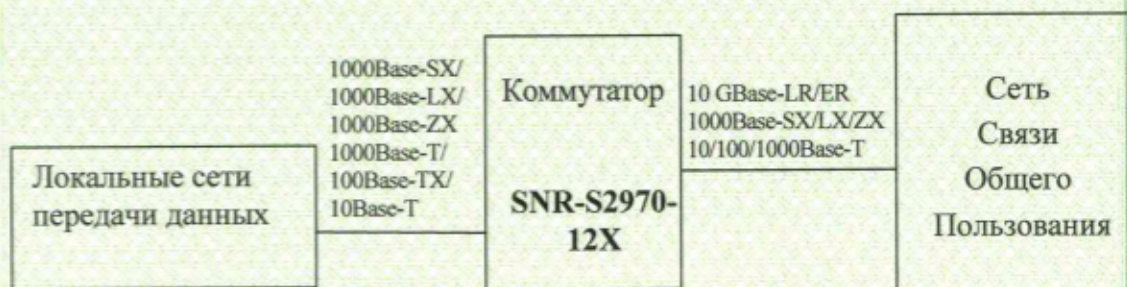 Локальные сети
передачи данных
1000Base-SX/
1000Base-LX/
1000Base-ZX
1000Base-T/
100Base-TX/
10Base-T
Коммутатор
SNR-S2970-
12X
10 GBase-LR/ER
1000Base-SX/LX/ZX
10/100/1000Base-T
Сеть
Связи
Общего
Пользования